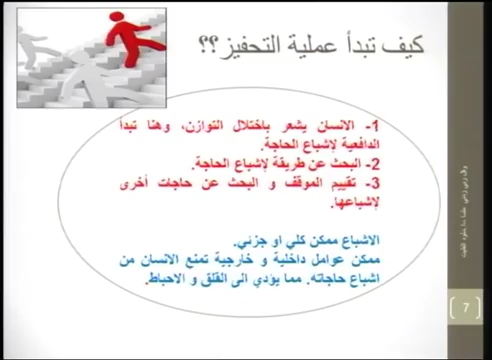 كيف تبدأ عملية التحفيز؟؟
1- الانسان يشعر باختلال التوازن، وهنا تبدأ
الدافعية لاشباع الحاجة.
2- البحث عن طريقة لإشباع الحاجة.
3- تقييم الموقف و البحث عن حاجات أخرى
لإشباعها.
الاشباع ممكن كلي او جزئي.
ممكن عوامل داخلية و خارجية تمنع الانسان من
اشباع حاجاته. مما يؤدي الى القلق و الاحباط.
7